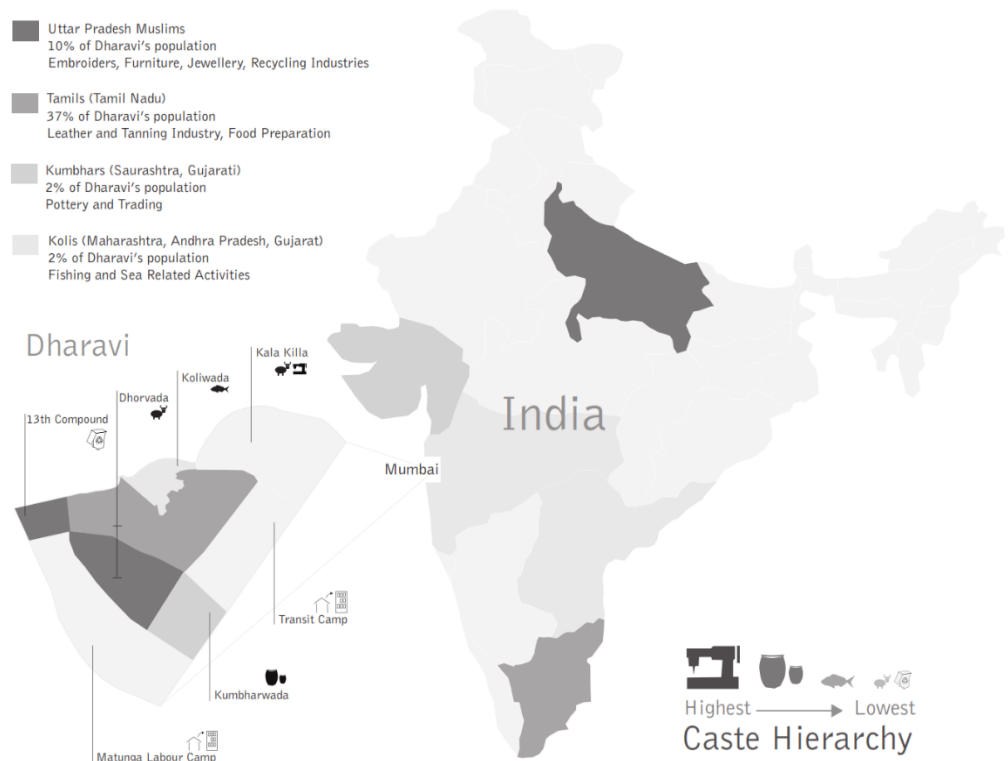 Uttar Pradesh Muslims
10% of Dharavi's population
Embroiders, Furniture, Jewellery, Recycling Industries
Tamils (Tamil Nadu)
37% of Dharavi's population
Leather and Tanning Industry, Food Preparation
Kumbhars (Saurashtra, Gujarati)
2% of Dharavi's population
Pottery and Trading
Kolis (Maharashtra, Andhra Pradesh, Gujarat)
2% of Dharavi's population
Fishing and Sea Related Activities
Dharavi
Kala Killa
Koliwada
Dhorvada
13th Compound
Mumbai
India
Transit Camp
Kumbharwada
Matunga Labour Camp
Highest
Lowest
Caste Hierarchy